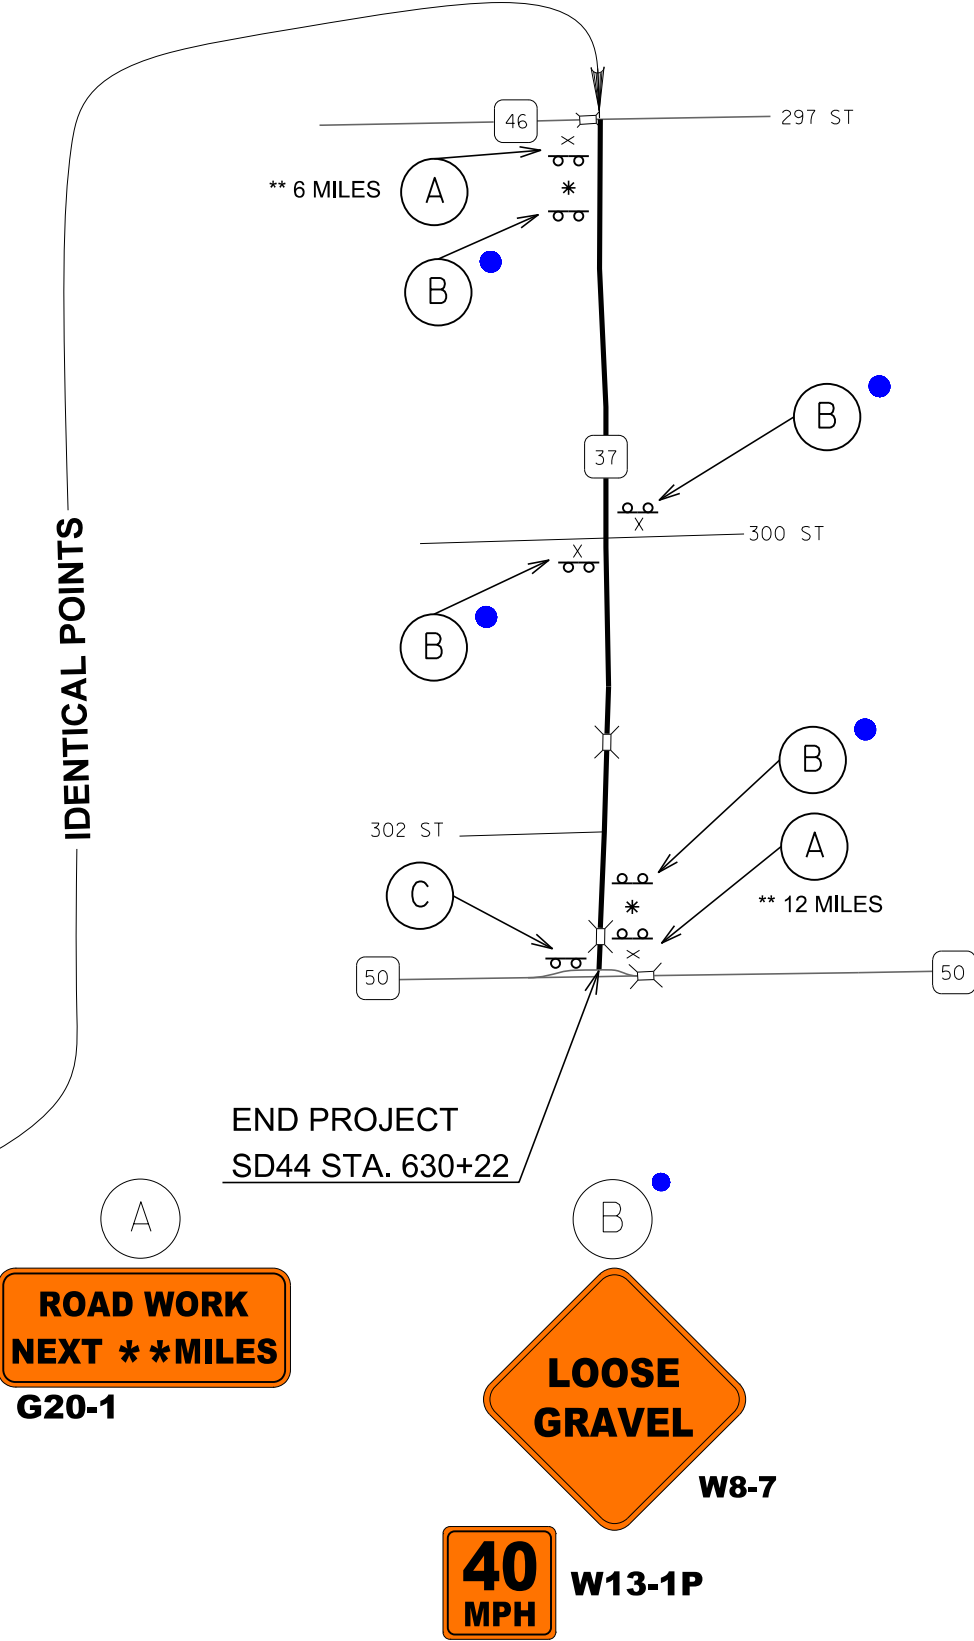 46
297 ST
X
** 6 MILES
A
*
B
B
37
X
300 ST
X
B
B
302 ST
A
C
*
** 12 MILES
X
50
50
IDENTICAL POINTS
END PROJECT
SD44 STA. 630+22
A
B
ROAD WORK
NEXT **MILES
G20-1
LOOSE
GRAVEL
W8-7
40
MPH
W13-1P